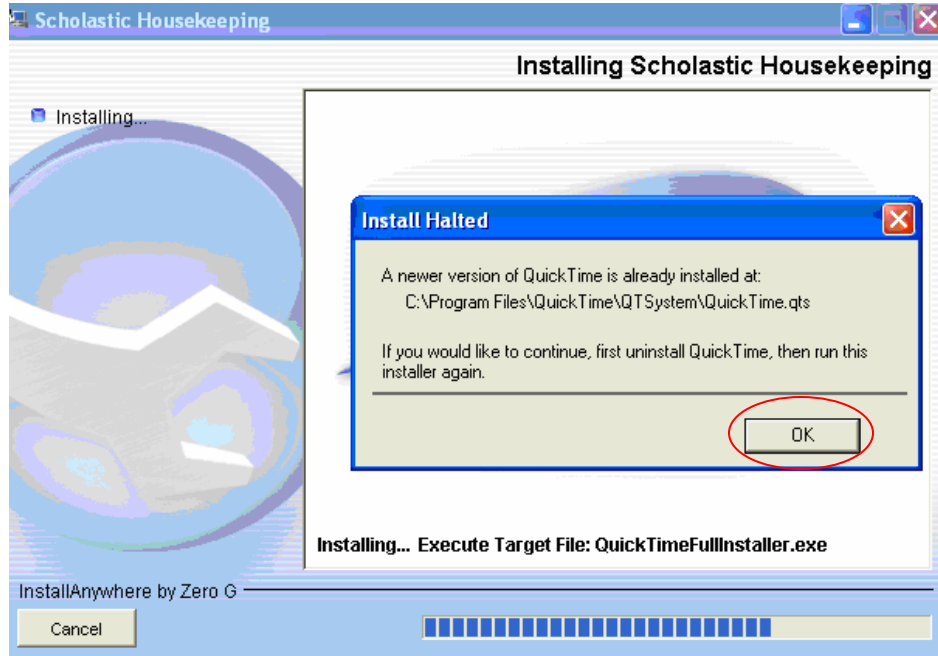 Scholastic Housekeeping
Installing Scholastic Housekeeping
Installing...
Install Halted
A newer version of QuickTime is already installed at:
C:\Program Files\QuickTime\QTSystem\QuickTime.qts
If you would like to continue, first uninstall QuickTime, then run this
installer again.
OK
Installing... Execute Target File: QuickTimeFullInstaller.exe
InstallAnywhere by Zero G
Cancel